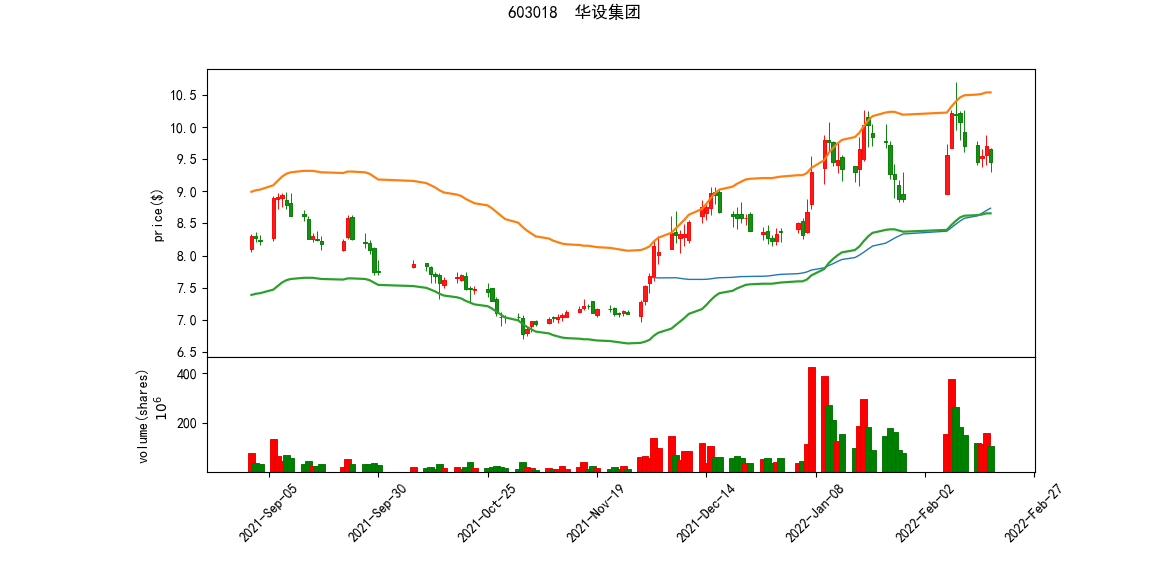 603018 华设集团
price($)
10.5
10.0
9.5
9.0
8.5
8.0
7.5
7.0
6.5
volume(shares)
10^6
400
200
2021-Sep-05
2021-Sep-30
2021-Oct-25
2021-Nov-19
2021-Dec-14
2022-Jan-08
2022-Feb-02
2022-Feb-27